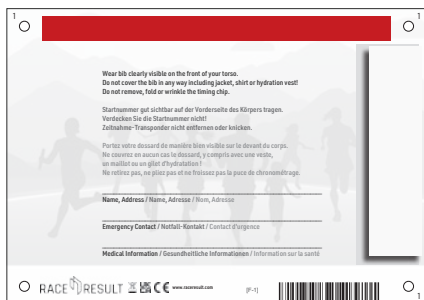 1
1
Wear bib clearly visible on the front of your torso.
Do not cover the bib in any way including jacket, shirt or hydration vest!
Do not remove, fold or wrinkle the timing chip.
Startnummer gut sichtbar auf der Vorderseite des Körpers tragen.
Verdecken Sie die Startnummer nicht!
Zeitnahme-Transponder nicht entfernen oder knicken.
Portez votre dossard de manière bien visible sur le devant du corps.
Ne couvrez en aucun cas le dossard, y compris avec une veste,
un maillot ou un gilet d'hydratation !
Ne retirez pas, ne pliez pas et ne froissez pas la puce de chronométrage.
Name, Address / Name, Adresse / Nom, Adresse
Emergency Contact / Notfall-Kontakt / Contact d'urgence
Medical Information / Gesundheitliche Informationen / Information sur la santé
RACE RESULT CE www.raceresult.com [F-1]
1